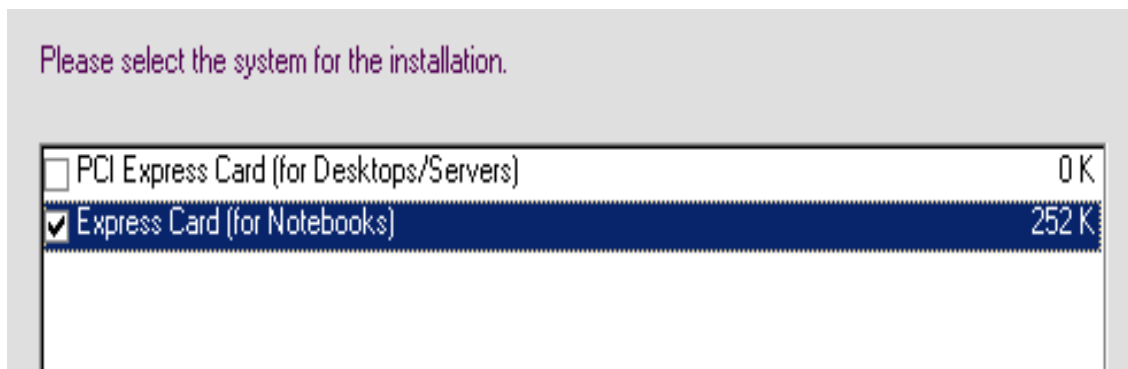 Please select the system for the installation.
PCI Express Card (for Desktops/Servers) 0 K
Express Card (for Notebooks) 252 K